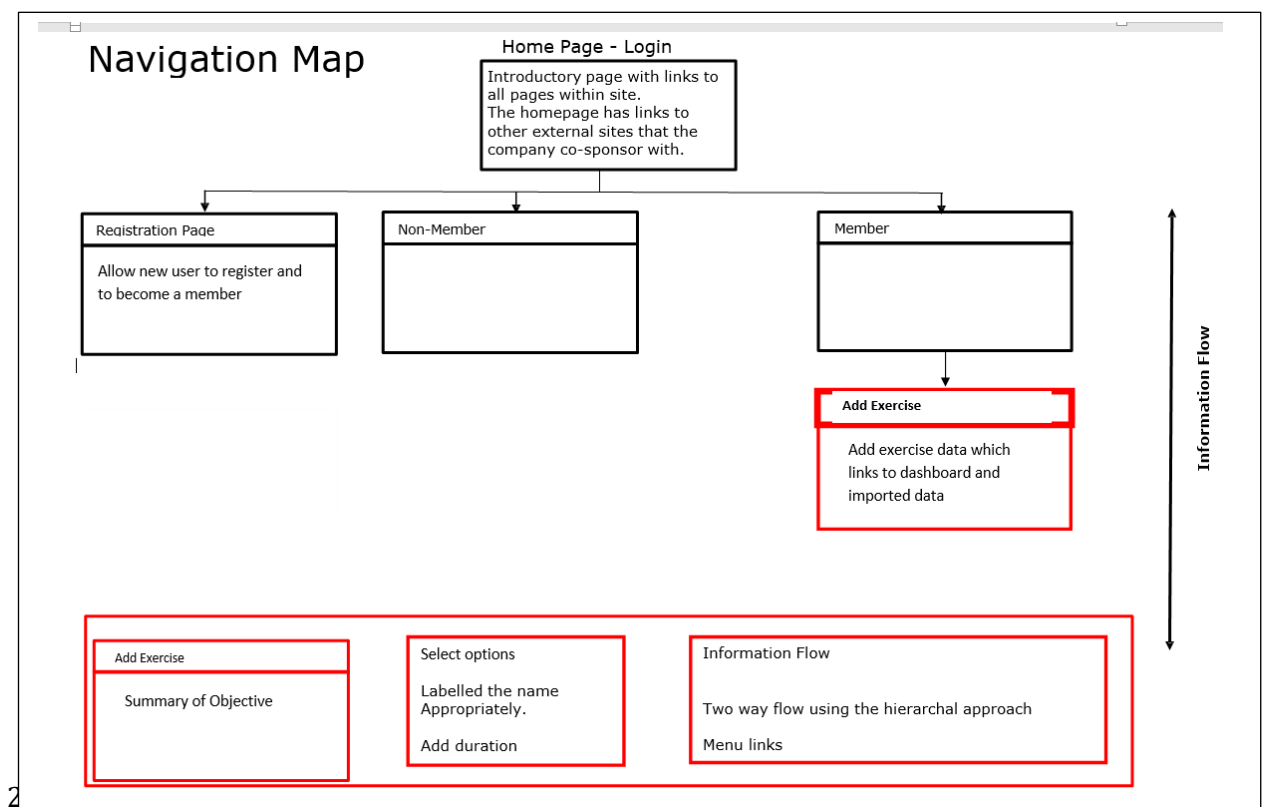 Navigation Map
Home Page - Login
Introductory page with links to
all pages within site.
The homepage has links to
other external sites that the
company co-sponsor with.
Registration Page
Allow new user to register and
to become a member
Non-Member
Member
Add Exercise
Add exercise data which
links to dashboard and
imported data
Information Flow
Add Exercise
Summary of Objective
Select options
Labelled the name
Appropriately.
Add duration
Information Flow
Two way flow using the hierarchal approach
Menu links
2